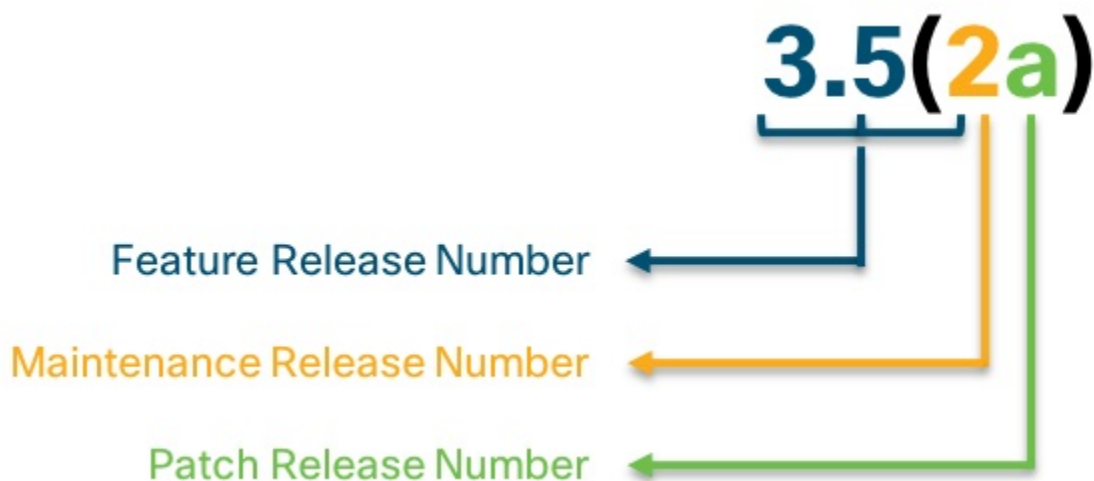 3.5(2a)
Feature Release Number
Maintenance Release Number
Patch Release Number